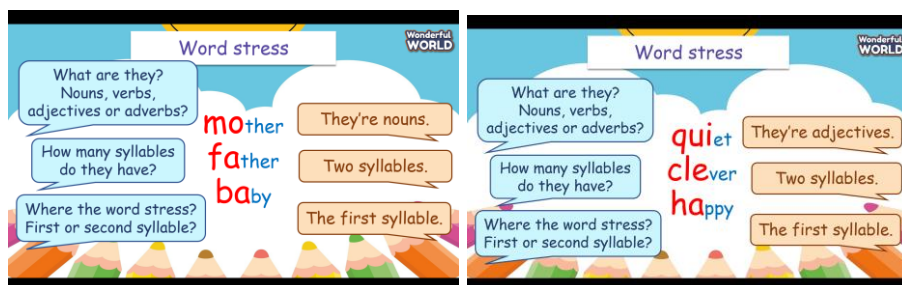 Word stress
Wonderful
WORLD
What are they?
Nouns, verbs,
adjectives or adverbs?
mother
father
baby
They're nouns.
How many syllables
do they have?
Two syllables.
Where the word stress?
First or second syllable?
The first syllable.
Word stress
Wonderful
WORLD
What are they?
Nouns, verbs,
adjectives or adverbs?
quiet
clever
happy
They're adjectives.
How many syllables
do they have?
Two syllables.
Where the word stress?
First or second syllable?
The first syllable.